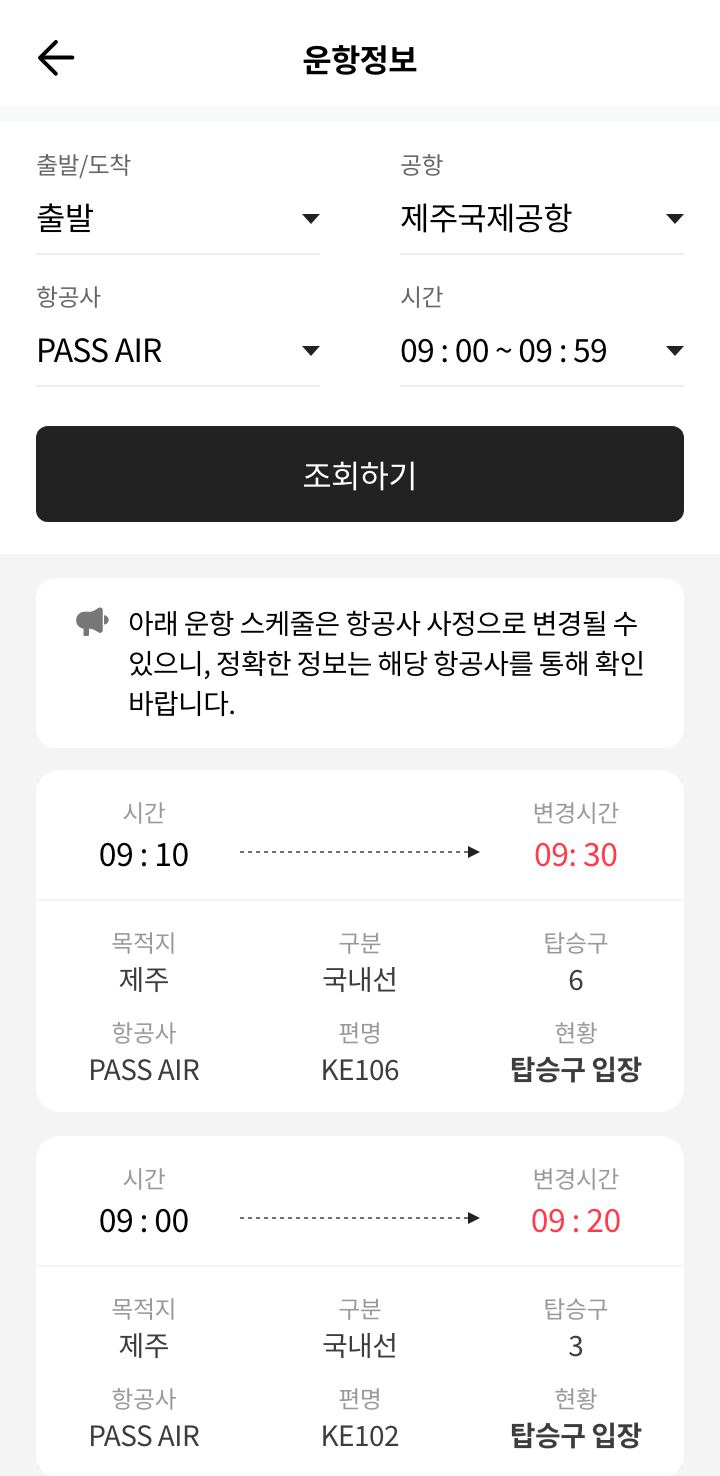 운항정보
출발/도착 공항
출발 제주국제공항
항공사 시간
PASS AIR 09 : 00 ~ 09 : 59
조회하기
아래 운항 스케줄은 항공사 사정으로 변경될 수
있으니, 정확한 정보는 해당 항공사를 통해 확인
바랍니다.
시간 변경시간
09 : 10 09: 30
목적지 구분 탑승구
제주 국내선 6
항공사 편명 현황
PASS AIR KE106 탑승구 입장
시간 변경시간
09 : 00 09 : 20
목적지 구분 탑승구
제주 국내선 3
항공사 편명 현황
PASS AIR KE102 탑승구 입장